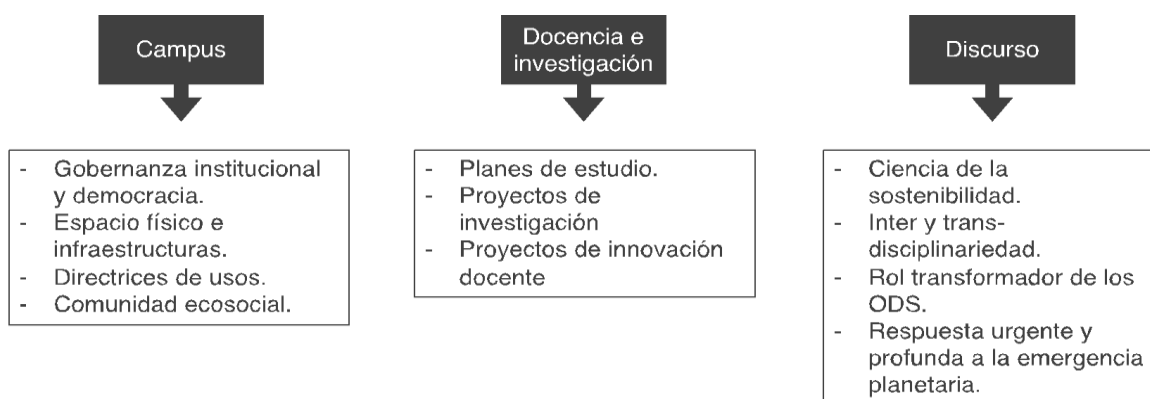 Campus
- Gobernanza institucional
y democracia.
- Espacio físico e
infraestructuras.
- Directrices de usos.
- Comunidad ecosocial.
Docencia e
investigación
- Planes de estudio.
- Proyectos de
investigación
- Proyectos de innovación
docente
Discurso
- Ciencia de la
sostenibilidad.
- Inter y trans-
disciplinariedad.
- Rol transformador de los
ODS.
- Respuesta urgente y
profunda a la emergencia
planetaria.